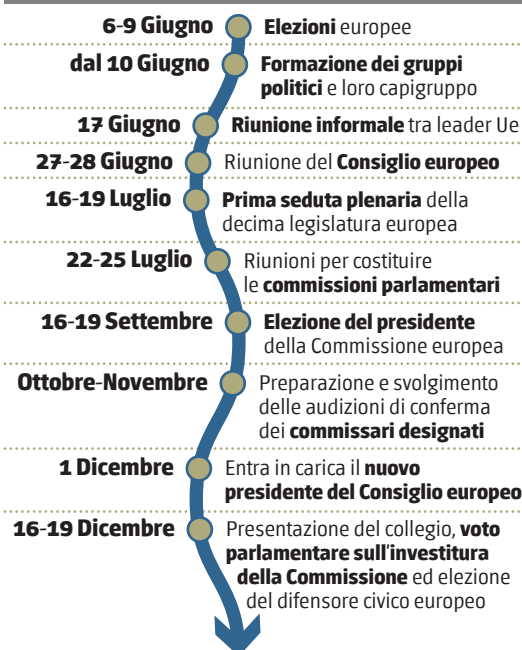 6-9 Giugno Elezioni europee
dal 10 Giugno Formazione dei gruppi
politici e loro capigruppo
17 Giugno Riunione informale tra leader Ue
27-28 Giugno Riunione del Consiglio europeo
16-19 Luglio Prima seduta plenaria della
decima legislatura europea
22-25 Luglio Riunioni per costituire
le commissioni parlamentari
16-19 Settembre Elezione del presidente
della Commissione europea
Ottobre-Novembre Preparazione e svolgimento
delle audizioni di conferma
dei commissari designati
1 Dicembre Entra in carica il nuovo
presidente del Consiglio europeo
16-19 Dicembre Presentazione del collegio, voto
parlamentare sull'investitura
della Commissione ed elezione
del difensore civico europeo